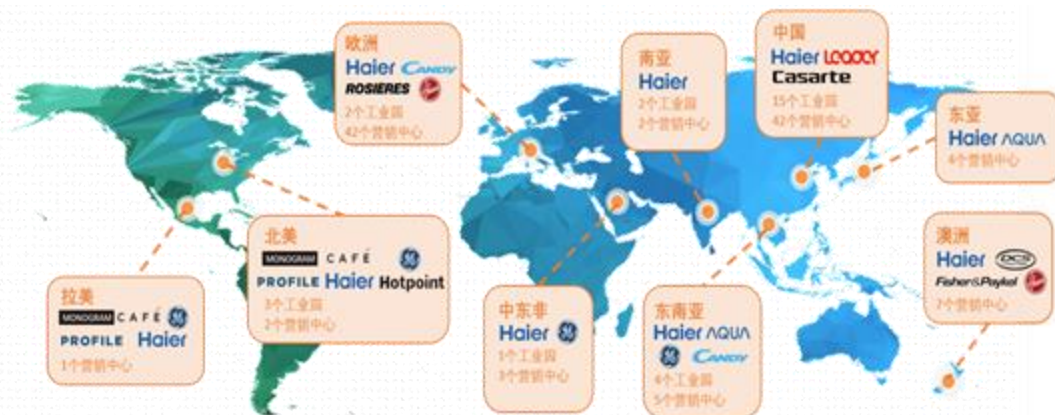 欧洲
Haier CANDY
ROSIERES
2个工业园
42个营销中心
南亚
Haier
2个工业园
2个营销中心
中国
Haier Leader
Casarte
15个工业园
42个营销中心
东亚
Haier AQUA
4个营销中心
北美
MONOGRAM CAFÉ GE
PROFILE Haier Hotpoint
3个工业园
2个营销中心
拉美
MONOGRAM CAFÉ GE
PROFILE Haier
1个营销中心
中东非
Haier GE
1个工业园
3个营销中心
东南亚
Haier AQUA
GE CANDY
4个工业园
5个营销中心
澳洲
Haier DCS
Fisher&Paykel
2个营销中心